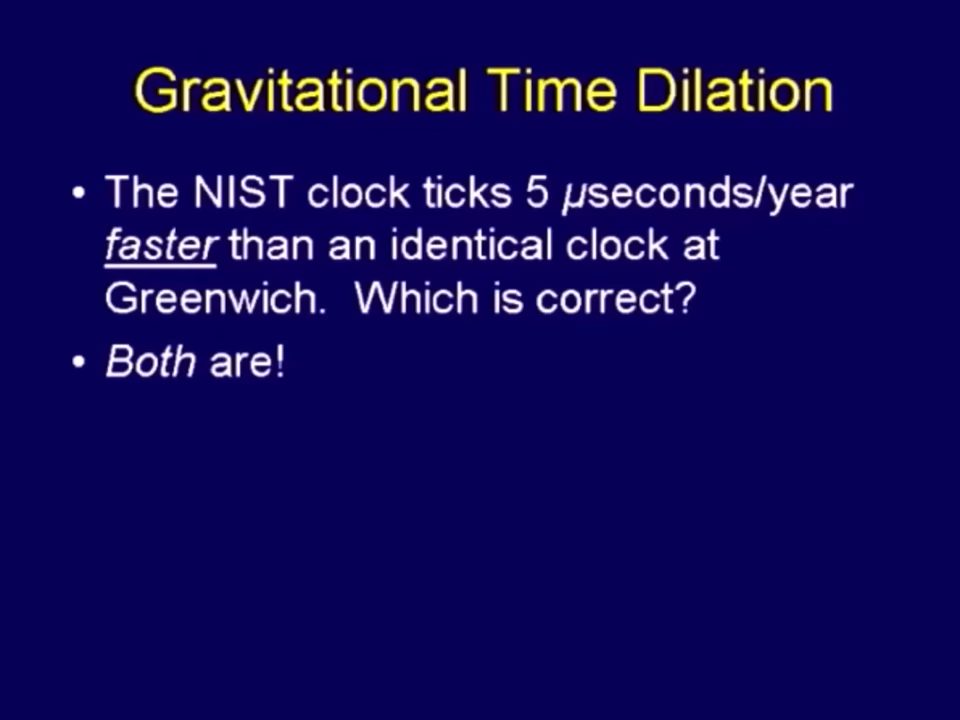 Gravitational Time Dilation
• The NIST clock ticks 5 µseconds/year
faster than an identical clock at
Greenwich. Which is correct?
• Both are!